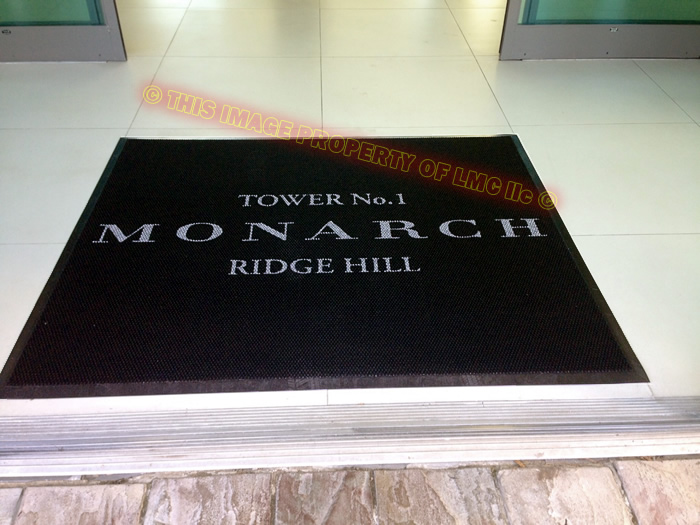 © THIS IMAGE PROPERTY OF LMC llc ©
TOWER No.1
MONARCH
RIDGE HILL